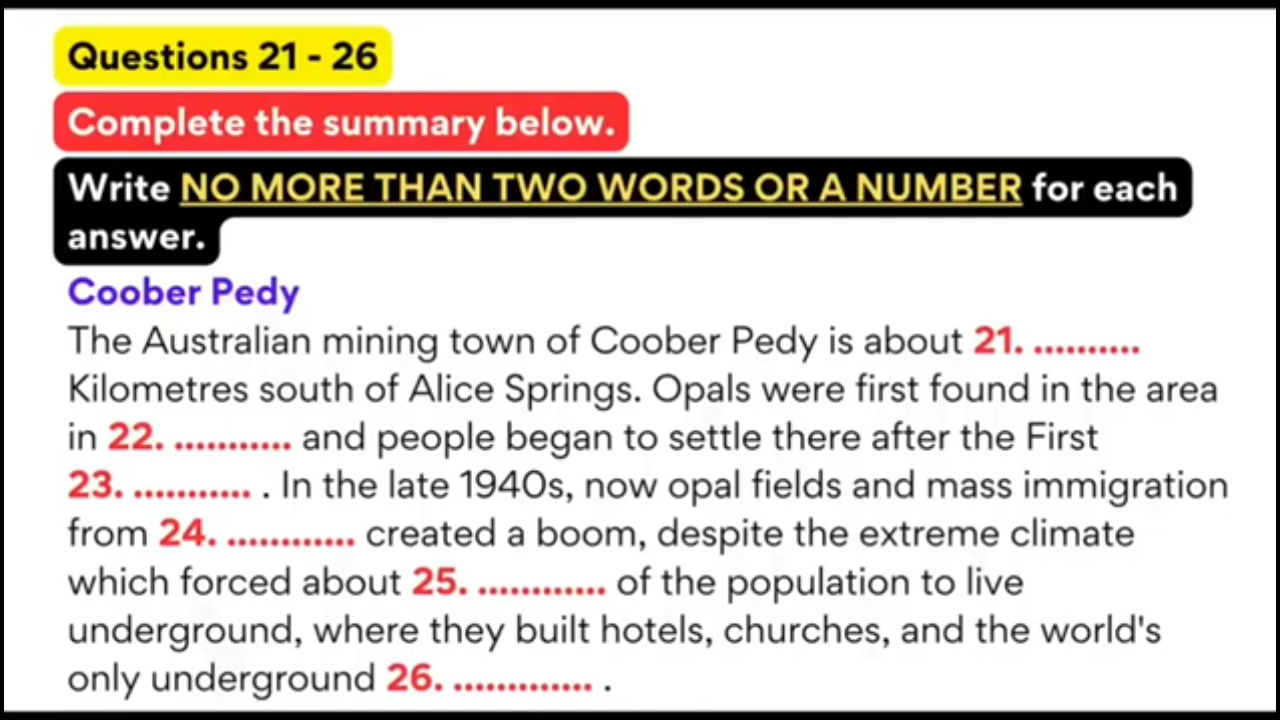 Questions 21 - 26
Complete the summary below.
Write NO MORE THAN TWO WORDS OR A NUMBER for each
answer.
Coober Pedy
The Australian mining town of Coober Pedy is about 21. ..........
Kilometres south of Alice Springs. Opals were first found in the area
in 22. ........... and people began to settle there after the First
23. ........... . In the late 1940s, now opal fields and mass immigration
from 24. ............ created a boom, despite the extreme climate
which forced about 25. ............ of the population to live
underground, where they built hotels, churches, and the world's
only underground 26. ............. .